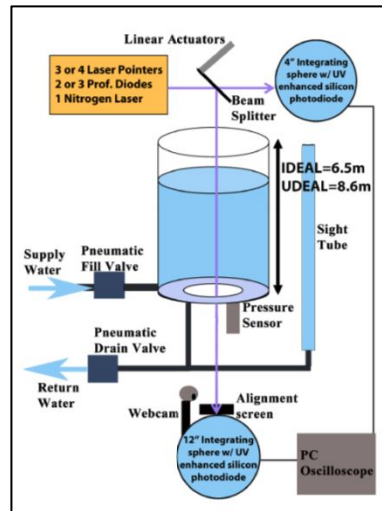 Linear Actuators
3 or 4 Laser Pointers
2 or 3 Prof. Diodes
1 Nitrogen Laser
4" Integrating
sphere w/ UV
enhanced silicon
photodiode
Beam
Splitter
IDEAL=6.5m
UDEAL=8.6m
Sight
Tube
Supply
Water
Pneumatic
Fill Valve
Pressure
Sensor
Pneumatic
Drain Valve
Return
Water
Webcam
Alignment
screen
12" Integrating
sphere w/ UV
enhanced silicon
photodiode
PC
Oscilloscope